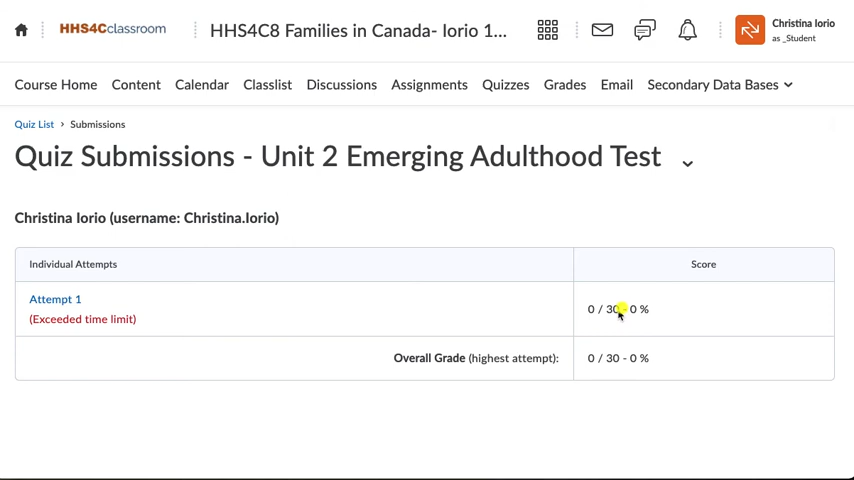 HHS4Cclassroom
HHS4C8 Families in Canada- Iorio 1...
Christina Iorio
as _Student
Course Home Content Calendar Classlist Discussions Assignments Quizzes Grades Email Secondary Data Bases
Quiz List › Submissions
Quiz Submissions - Unit 2 Emerging Adulthood Test
Christina Iorio (username: Christina.Iorio)
Individual Attempts Score
Attempt 1
(Exceeded time limit)
0 / 30 - 0 %
Overall Grade (highest attempt): 0 / 30 - 0 %